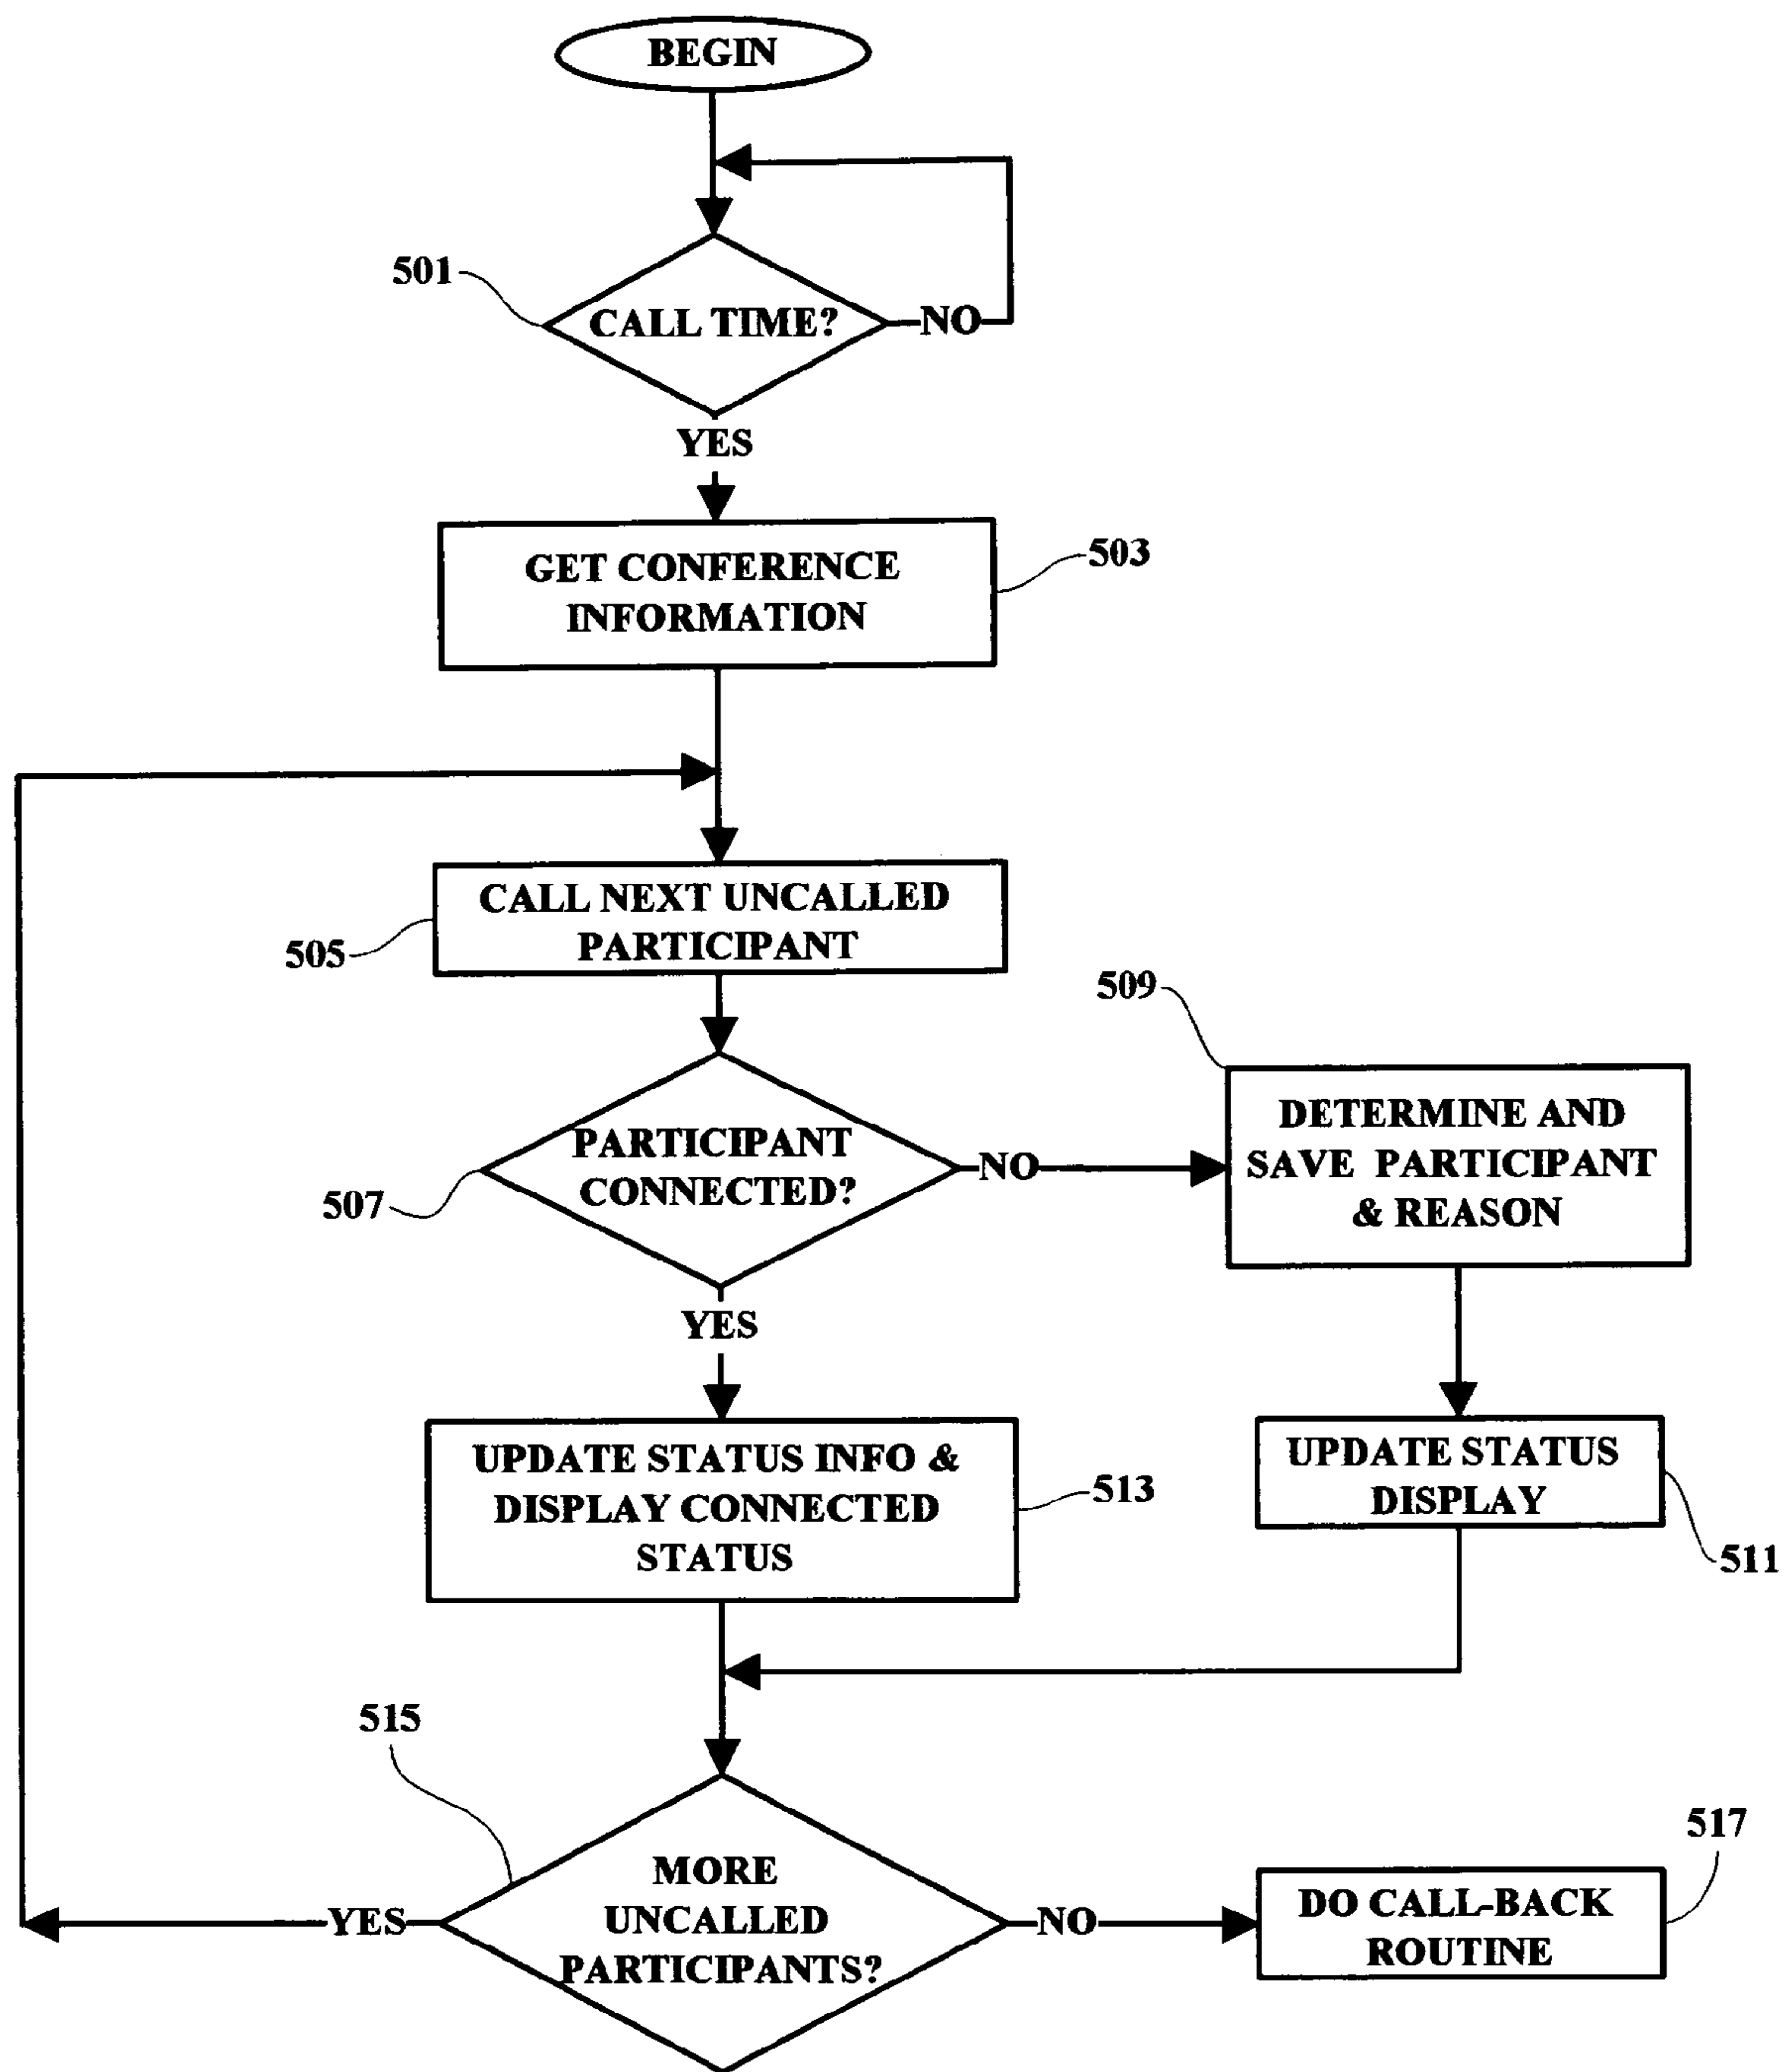 BEGIN
501
CALL TIME?
NO
YES
GET CONFERENCE
INFORMATION
503
CALL NEXT UNCALLED
PARTICIPANT
505
509
PARTICIPANT
CONNECTED?
507
NO
DETERMINE AND
SAVE PARTICIPANT
& REASON
YES
UPDATE STATUS INFO &
DISPLAY CONNECTED
STATUS
513
UPDATE STATUS
DISPLAY
511
515
MORE
UNCALLED
PARTICIPANTS?
YES
NO
517
DO CALL-BACK
ROUTINE